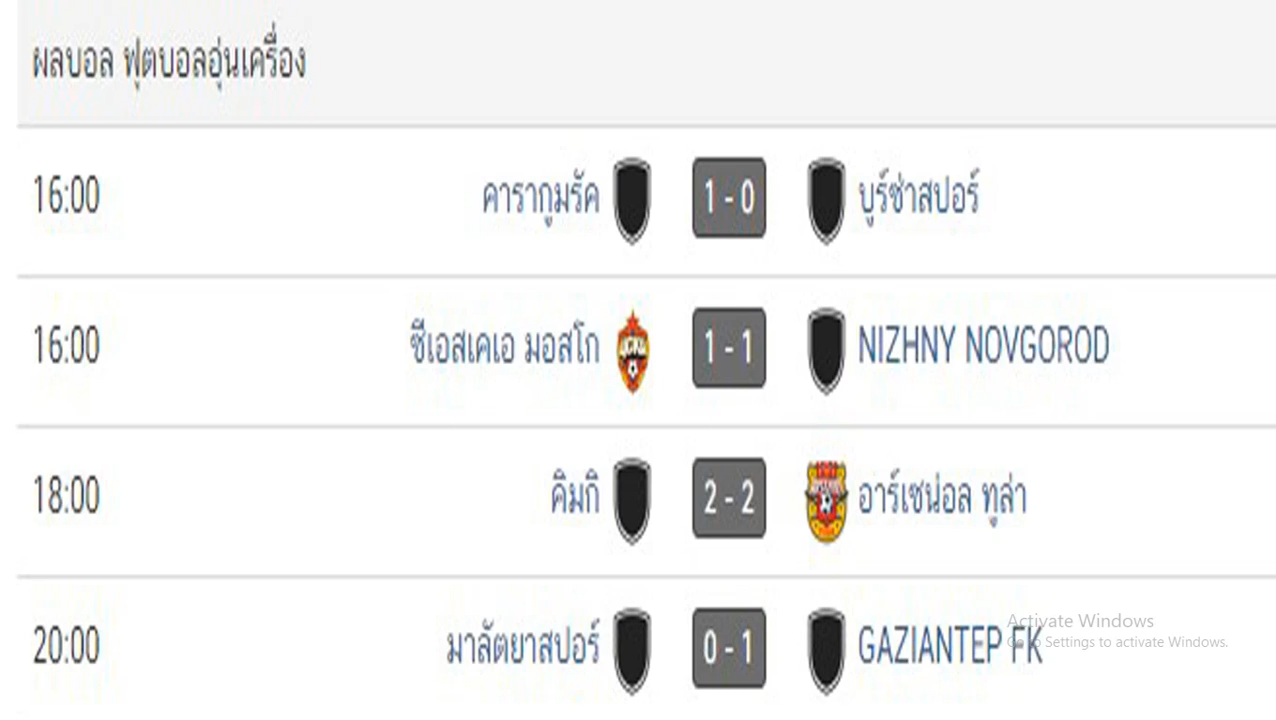 ผลบอล ฟุตบอลอุ่นเครื่อง
16:00 คารากูมรัค 1 - 0 บูร์ซ่าสปอร์
16:00 ซีเอสเคเอ มอสโก 1 - 1 NIZHNY NOVGOROD
18:00 คิมกิ 2 - 2 อาร์เซน่อล ทูล่า
Activate Windows
20:00 มาลัตยาสปอร์ 0 - 1 GAZIANTEP FK
Go to Settings to activate Windows.